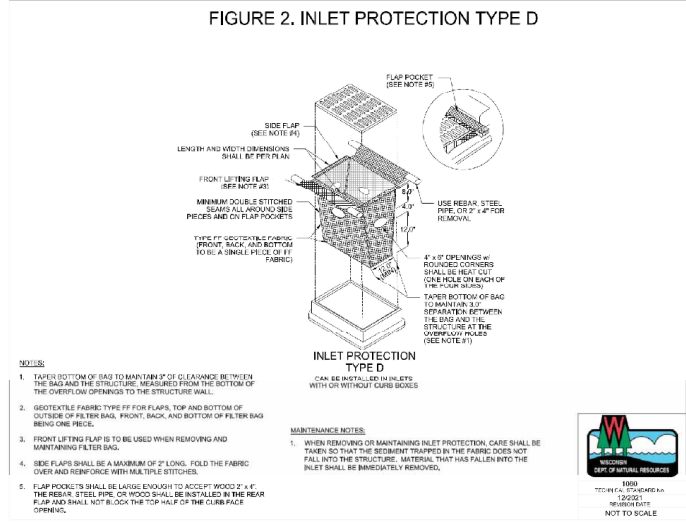 FIGURE 2. INLET PROTECTION TYPE D
FLAP POCKET
(SEE NOTE #5)
SIDE FLAP
(SEE NOTE #4)
LENGTH AND WIDTH DIMENSIONS
SHALL BE PER PLAN
FRONT LIFTING FLAP
(SEE NOTE #3)
MINIMUM DOUBLE STITCHED
SEAMS ALL AROUND SIDE
PIECES AND ON FLAP POCKETS
TYPE FF GEOTEXTILE FABRIC
(FRONT, BACK, AND BOTTOM
TO BE A SINGLE PIECE OF FF
FABRIC)
8.0"
4.0"
12.0"
(MIN)
USE REBAR, STEEL
PIPE, OR 2" x 4" FOR
REMOVAL
4" x 6" OPENINGS w/
ROUNDED CORNERS
SHALL BE HEAT CUT
(ONE HOLE ON EACH OF
THE FOUR SIDES)
TAPER BOTTOM OF BAG
TO MAINTAIN 3.0"
SEPARATION BETWEEN
THE BAG AND THE
STRUCTURE AT THE
OVERFLOW HOLES
(SEE NOTE #1)
INLET PROTECTION
TYPE D
CAN BE INSTALLED IN INLETS
WITH OR WITHOUT CURB BOXES
NOTES:
1. TAPER BOTTOM OF BAG TO MAINTAIN 3" OF CLEARANCE BETWEEN
THE BAG AND THE STRUCTURE, MEASURED FROM THE BOTTOM OF
THE OVERFLOW OPENINGS TO THE STRUCTURE WALL.
2. GEOTEXTILE FABRIC TYPE FF FOR FLAPS, TOP AND BOTTOM OF
OUTSIDE OF FILTER BAG, FRONT, BACK, AND BOTTOM OF FILTER BAG
BEING ONE PIECE.
3. FRONT LIFTING FLAP IS TO BE USED WHEN REMOVING AND
MAINTAINING FILTER BAG.
4. SIDE FLAPS SHALL BE A MAXIMUM OF 2" LONG. FOLD THE FABRIC
OVER AND REINFORCE WITH MULTIPLE STITCHES.
5. FLAP POCKETS SHALL BE LARGE ENOUGH TO ACCEPT WOOD 2" x 4".
THE REBAR, STEEL PIPE, OR WOOD SHALL BE INSTALLED IN THE REAR
FLAP AND SHALL NOT BLOCK THE TOP HALF OF THE CURB FACE
OPENING.
MAINTENANCE NOTES:
1. WHEN REMOVING OR MAINTAINING INLET PROTECTION, CARE SHALL BE
TAKEN SO THAT THE SEDIMENT TRAPPED IN THE FABRIC DOES NOT
FALL INTO THE STRUCTURE. MATERIAL THAT HAS FALLEN INTO THE
INLET SHALL BE IMMEDIATELY REMOVED.
W
WISCONSIN
DEPT. OF NATURAL RESOURCES
1060
TECHNICAL STANDARD No.
12/2021
REVISION DATE
NOT TO SCALE